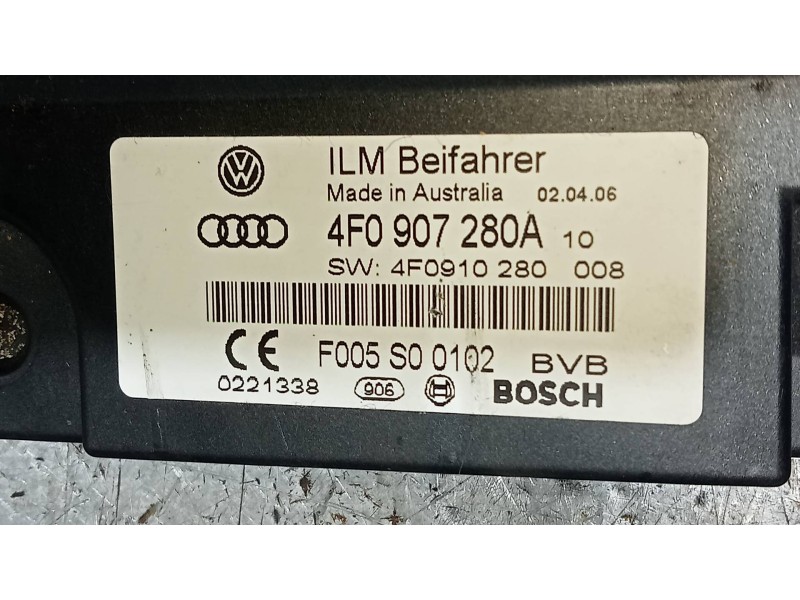 ILM Beifahrer
Made in Australia 02.04.06
4F0 907 280A 10
SW: 4F0910 280 008
CE F005 S0 0102 BVB
0221338 906 BOSCH